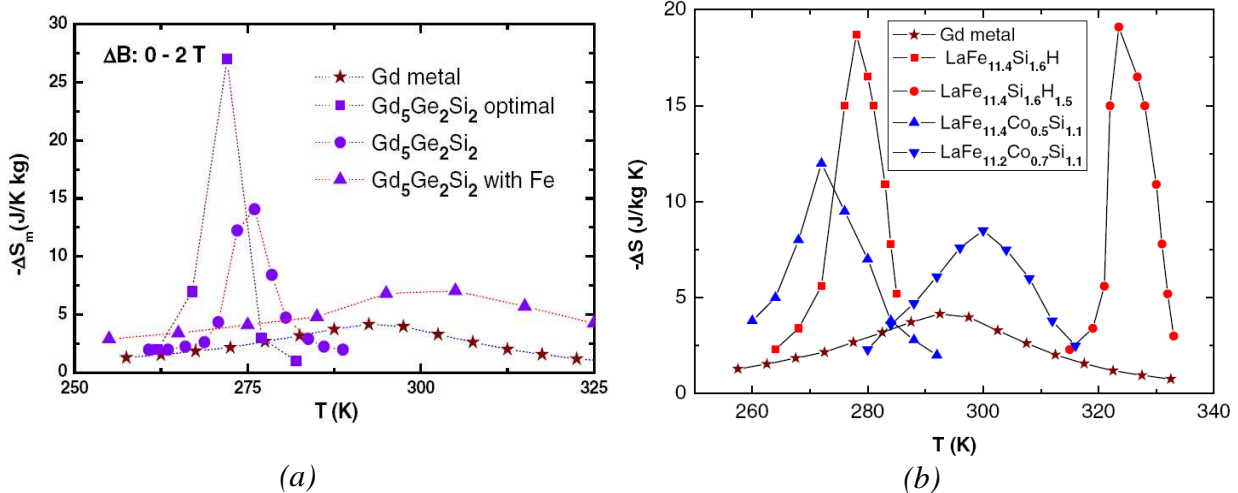 30
25
20
15
10
5
0
-ΔSm(J/K kg)
ΔB: 0 - 2 T
Gd metal
Gd5Ge2Si2 optimal
Gd5Ge2Si2
Gd5Ge2Si2 with Fe
250 275 300 325
T (K)
(a)
20
15
10
5
0
-ΔS (J/kg K)
Gd metal
LaFe11.4Si1.6H
LaFe11.4Si1.6H1.5
LaFe11.4Co0.5Si1.1
LaFe11.2Co0.7Si1.1
260 280 300 320 340
T (K)
(b)